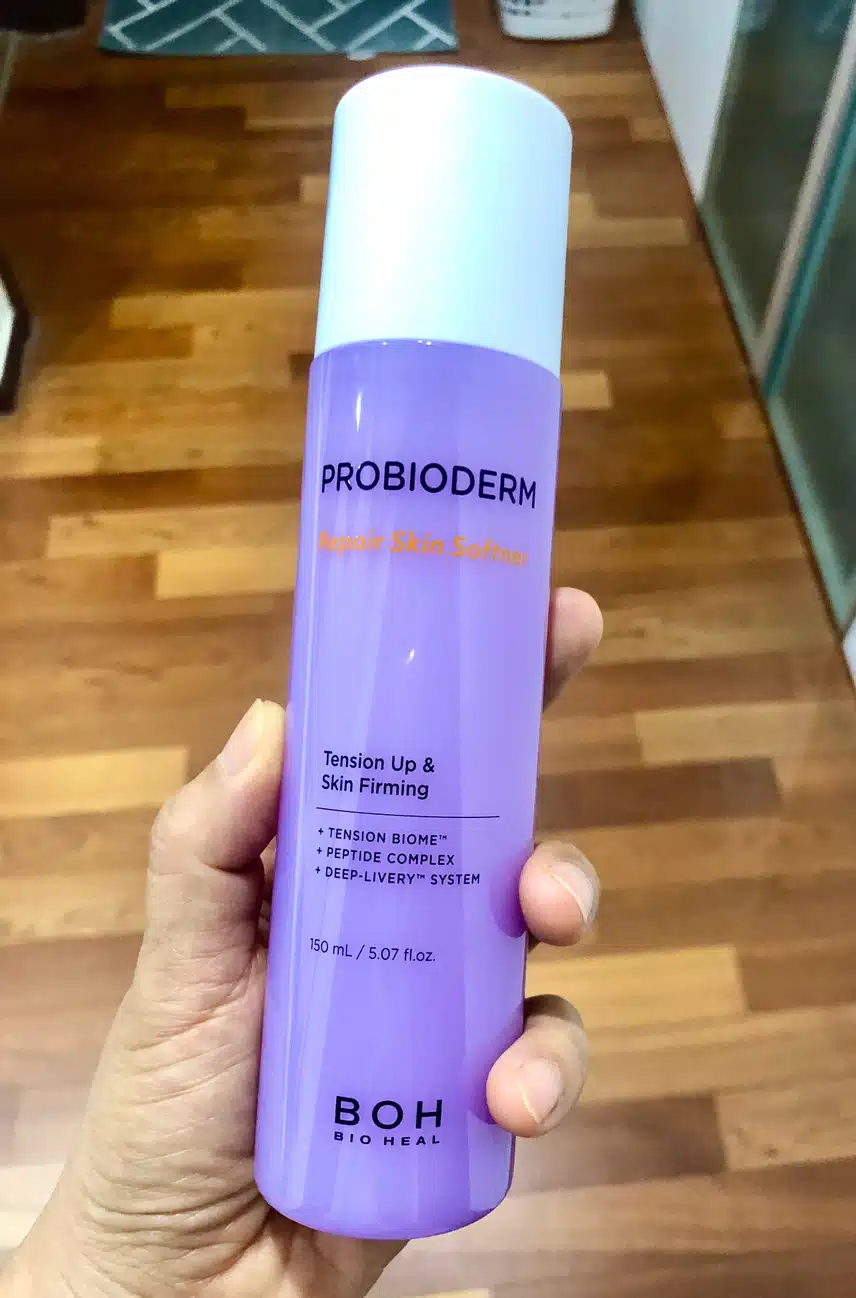 PROBIODERM
Repair Skin Softner
Tension Up &
Skin Firming
+ TENSION BIOME™
+ PEPTIDE COMPLEX
+ DEEP-LIVERY™ SYSTEM
150 mL / 5.07 fl.oz.
BOH
BIO HEAL